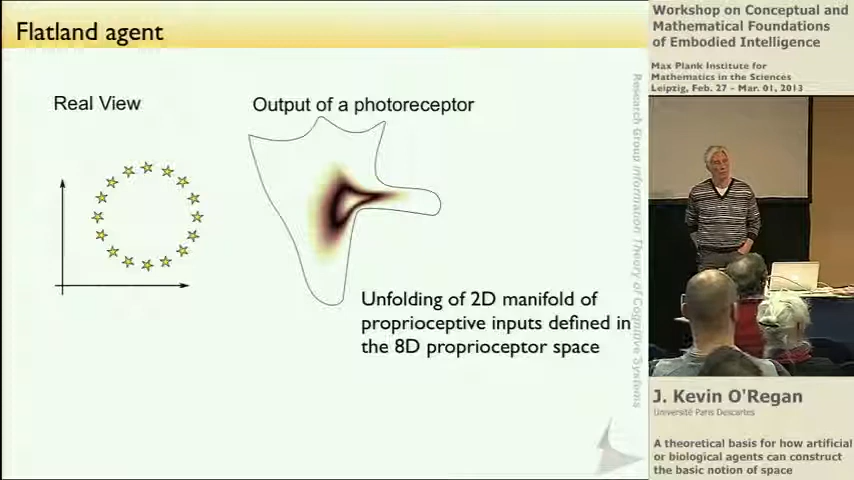 Flatland agent
Real View
Output of a photoreceptor
Unfolding of 2D manifold of
proprioceptive inputs defined in
the 8D proprioceptor space
Research Group Information Theory of Cognitive Systems
Workshop on Conceptual and
Mathematical Foundations
of Embodied Intelligence
Max Plank Institute for
Mathematics in the Sciences
Leipzig, Feb. 27 - Mar. 01, 2013
J. Kevin O'Regan
Université Paris Descartes
A theoretical basis for how artificial
or biological agents can construct
the basic notion of space